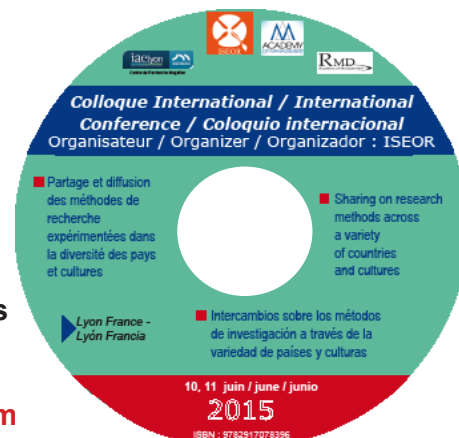 ISEOR
ACADEMY
iaelyon
RMD
Colloque International / International
Conference / Coloquio internacional
Organisateur / Organizer / Organizador : ISEOR
Partage et diffusion
des méthodes de
recherche
expérimentées dans
la diversité des pays
et cultures
Sharing on research
methods across
a variety
of countries
and cultures
s
Lyon France -
Lyón Francia
Intercambios sobre los métodos
de investigación a través de la
variedad de países y culturas
m
10, 11 juin / june / junio
2015
ISBN : 9782917078396